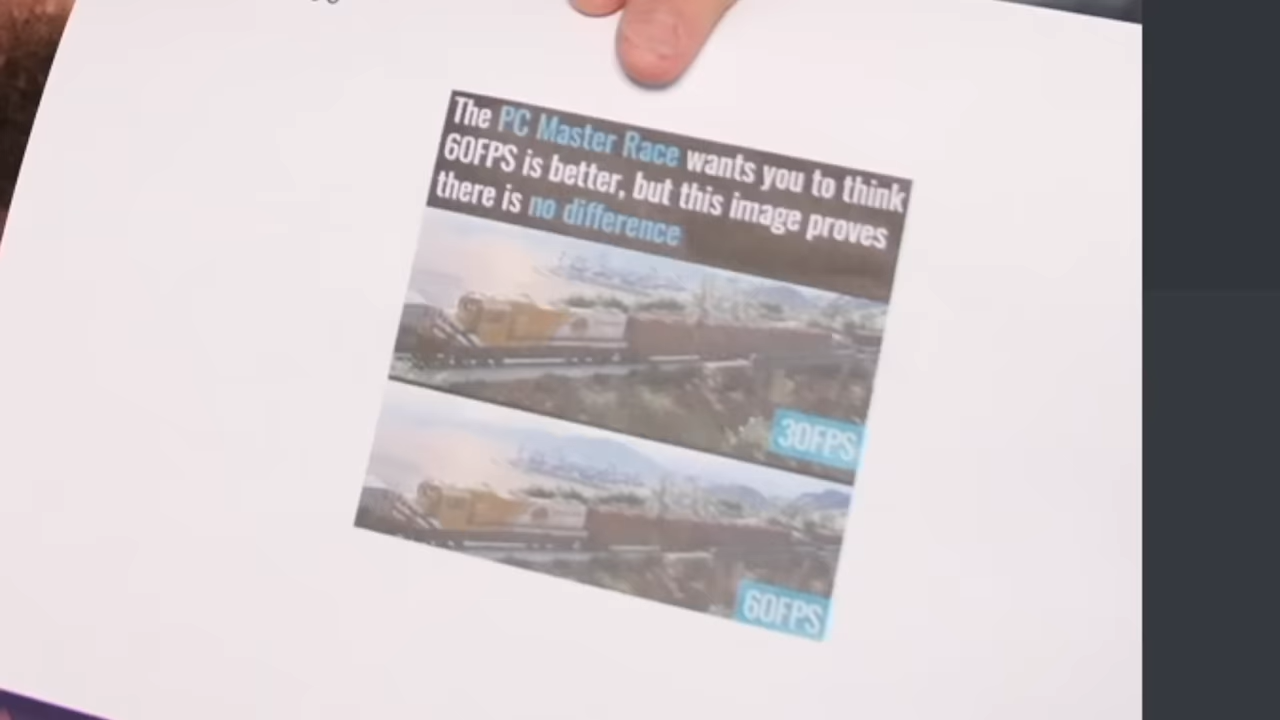 The PC Master Race wants you to think
60FPS is better, but this image proves
there is no difference
30FPS
60FPS